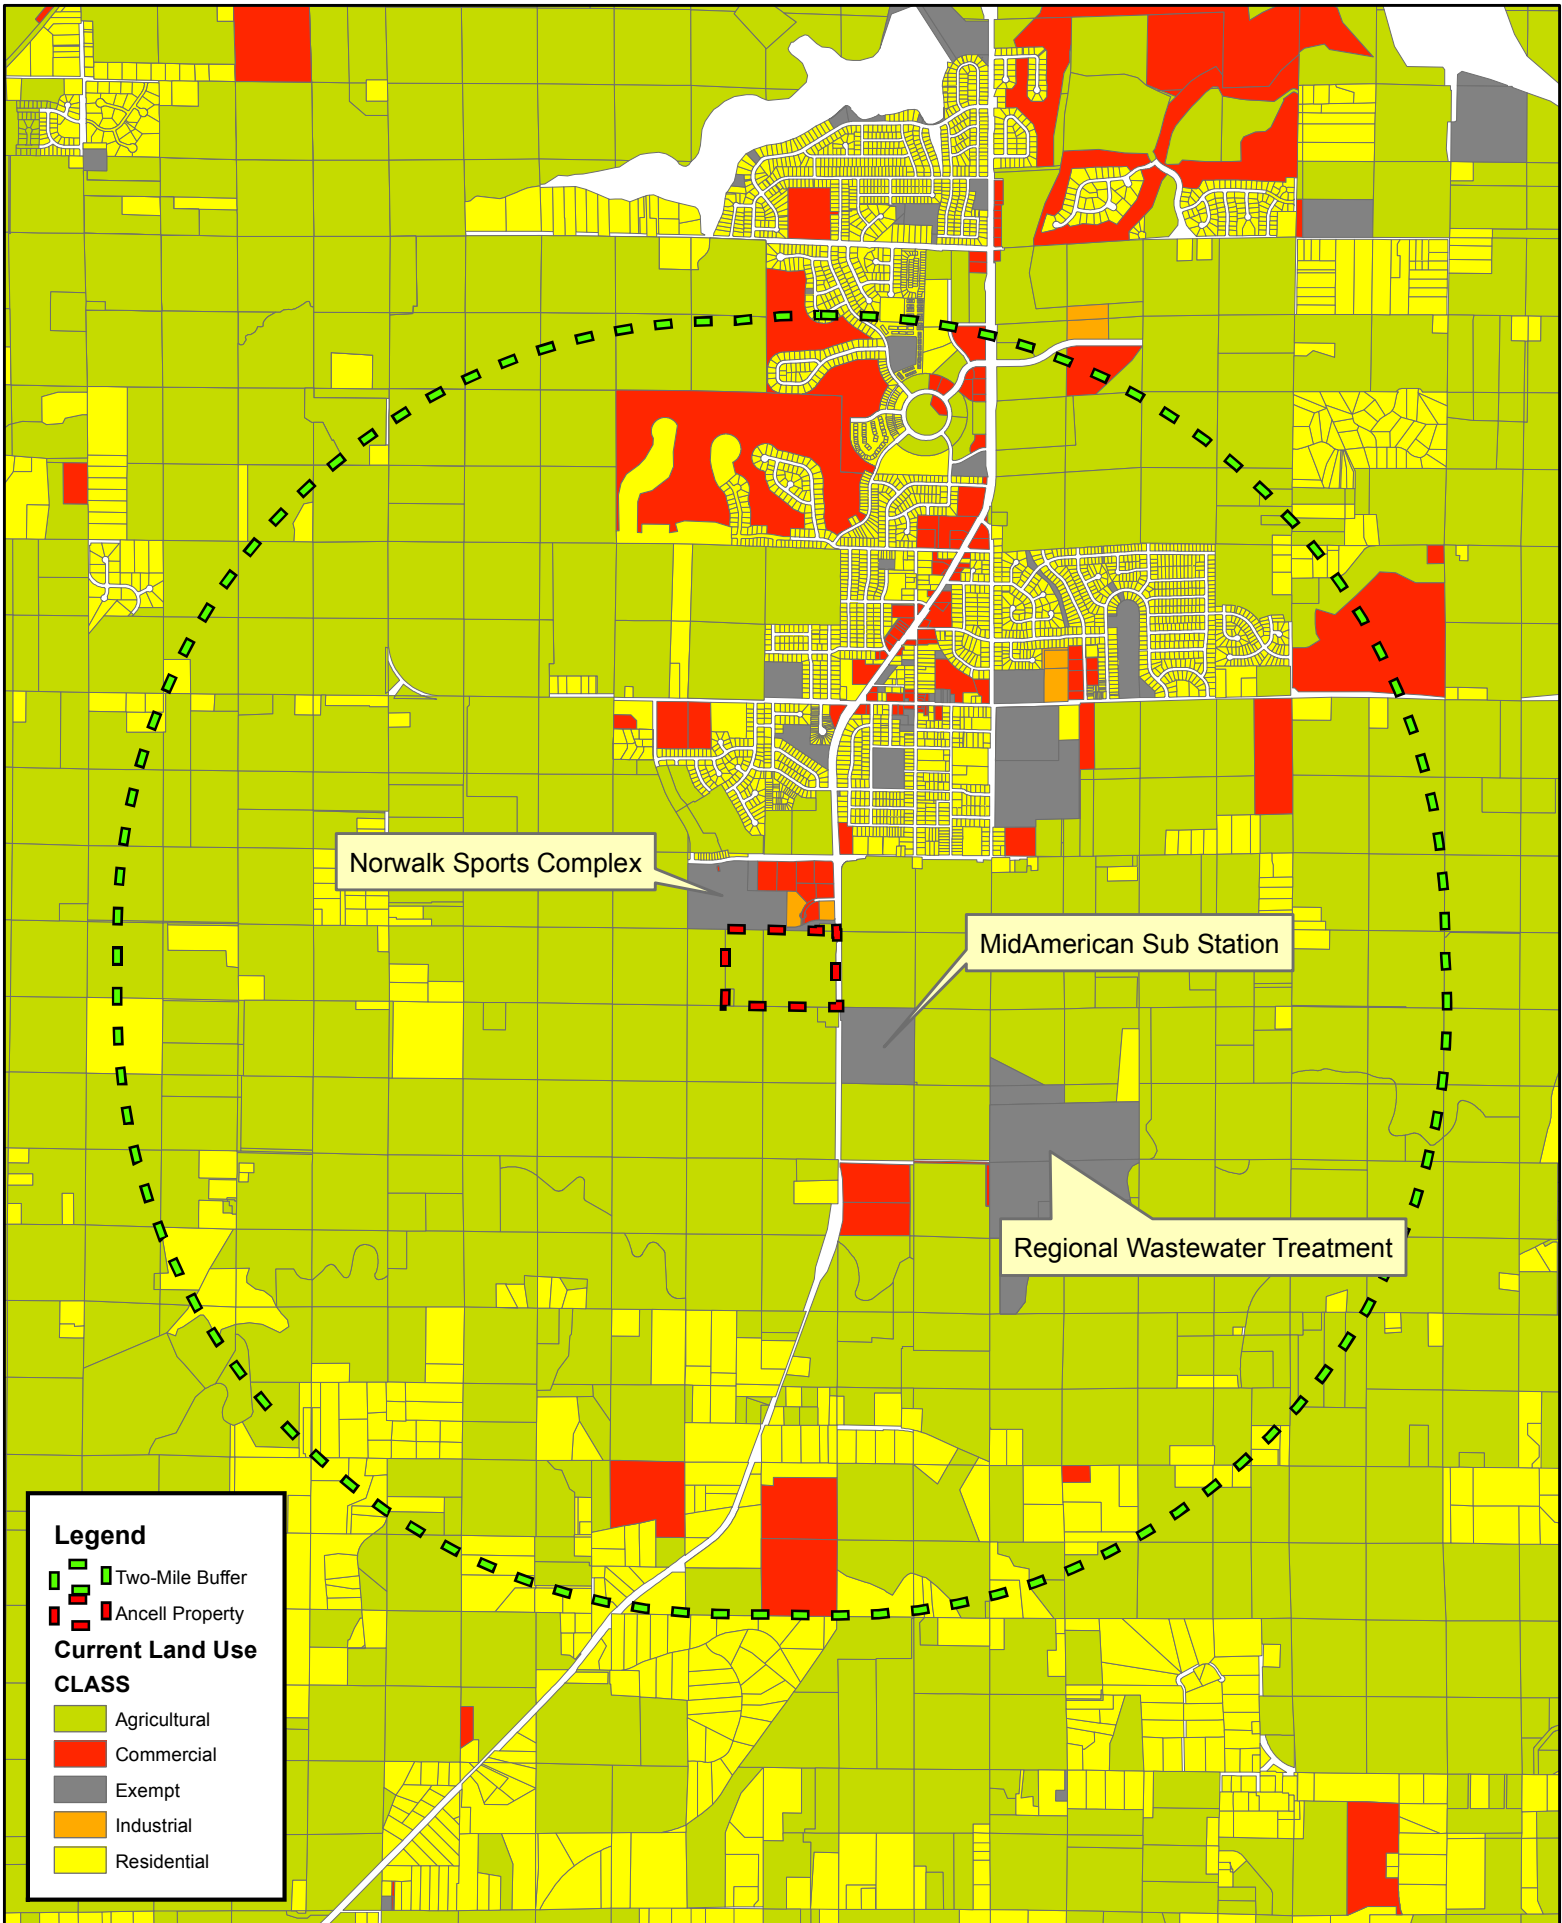 Norwalk Sports Complex
MidAmerican Sub Station
Regional Wastewater Treatment
Legend
Two-Mile Buffer
Ancell Property
Current Land Use
CLASS
Agricultural
Commercial
Exempt
Industrial
Residential